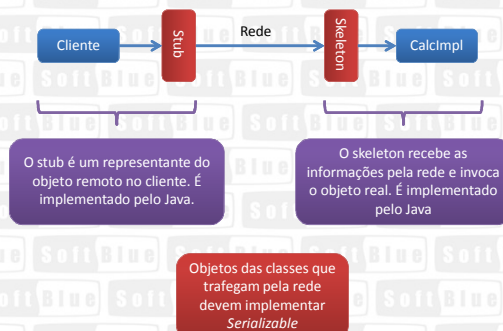 Cliente
Stub
Rede
Skeleton
CalcImpl
O stub é um representante do
objeto remoto no cliente. É
implementado pelo Java.
O skeleton recebe as
informações pela rede e invoca
o objeto real. É implementado
pelo Java
Objetos das classes que
trafegam pela rede
devem implementar
Serializable
Soft Blue